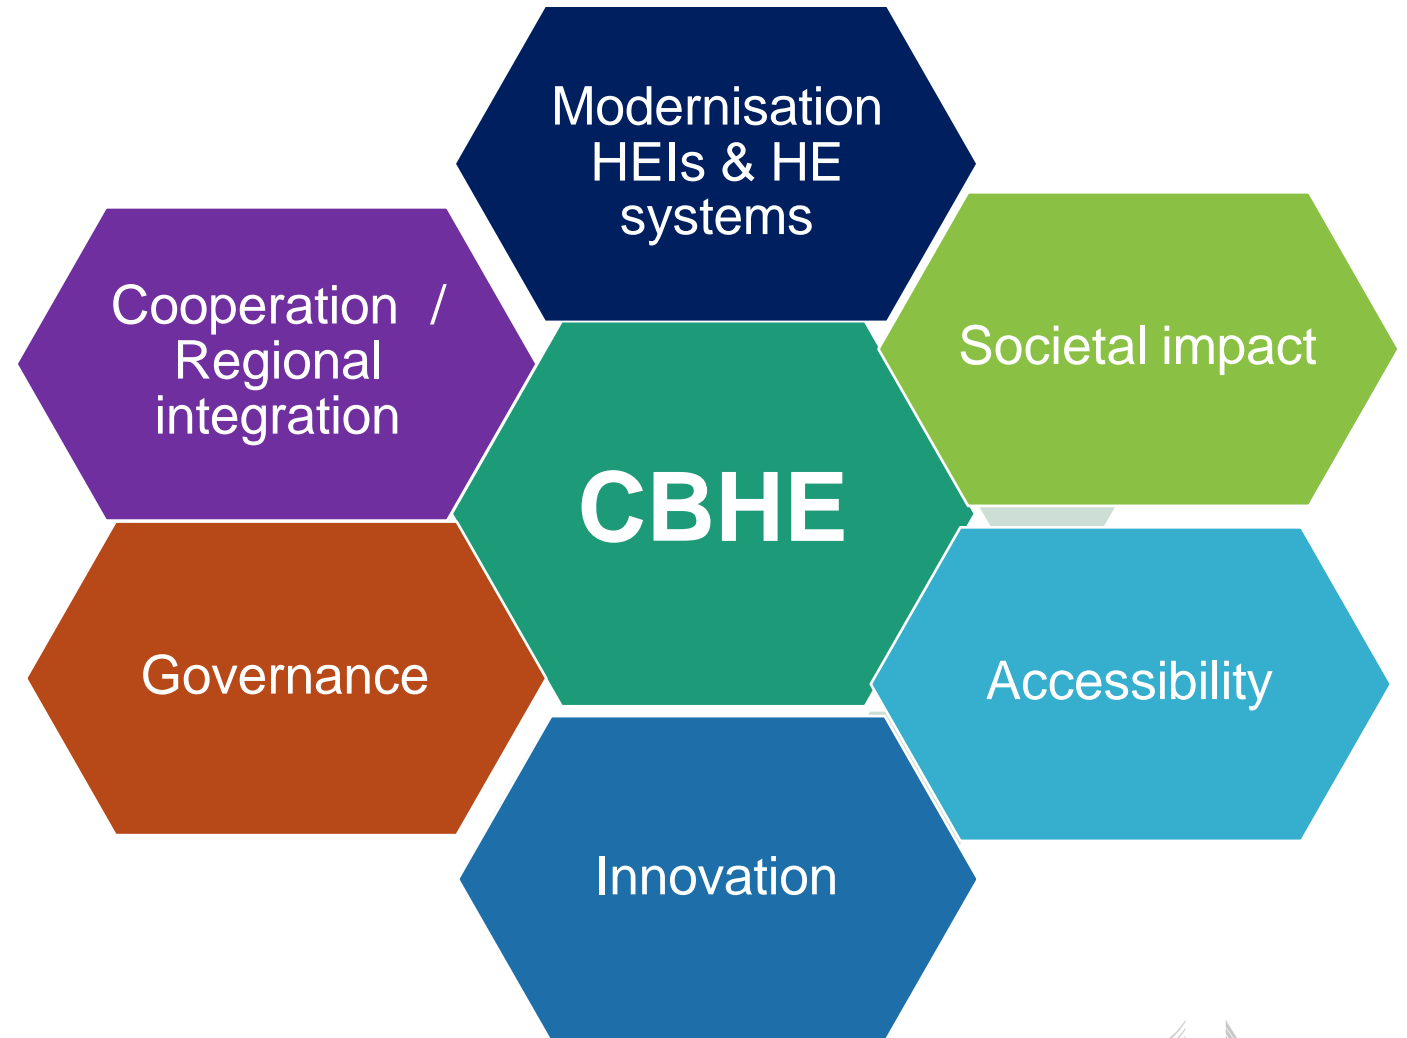 Modernisation
HEIs & HE
systems
Cooperation /
Regional
integration
Societal impact
CBHE
Governance
Accessibility
Innovation